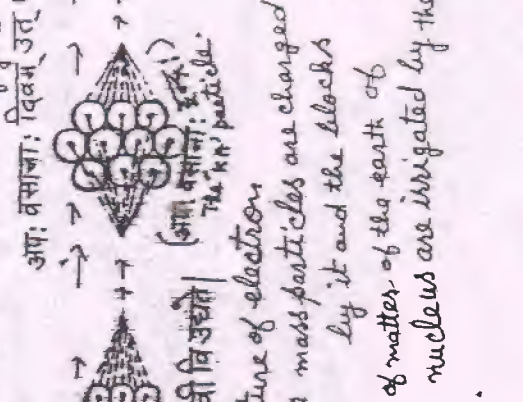 अप: वसाना: दिवम् उत्
(अप: वसाना:
The "KN" particle.
वि उद्यते|
ture of electron
mass particles are charged
by it and the blocks
of matter of the earth of
nucleus are irrigated by the